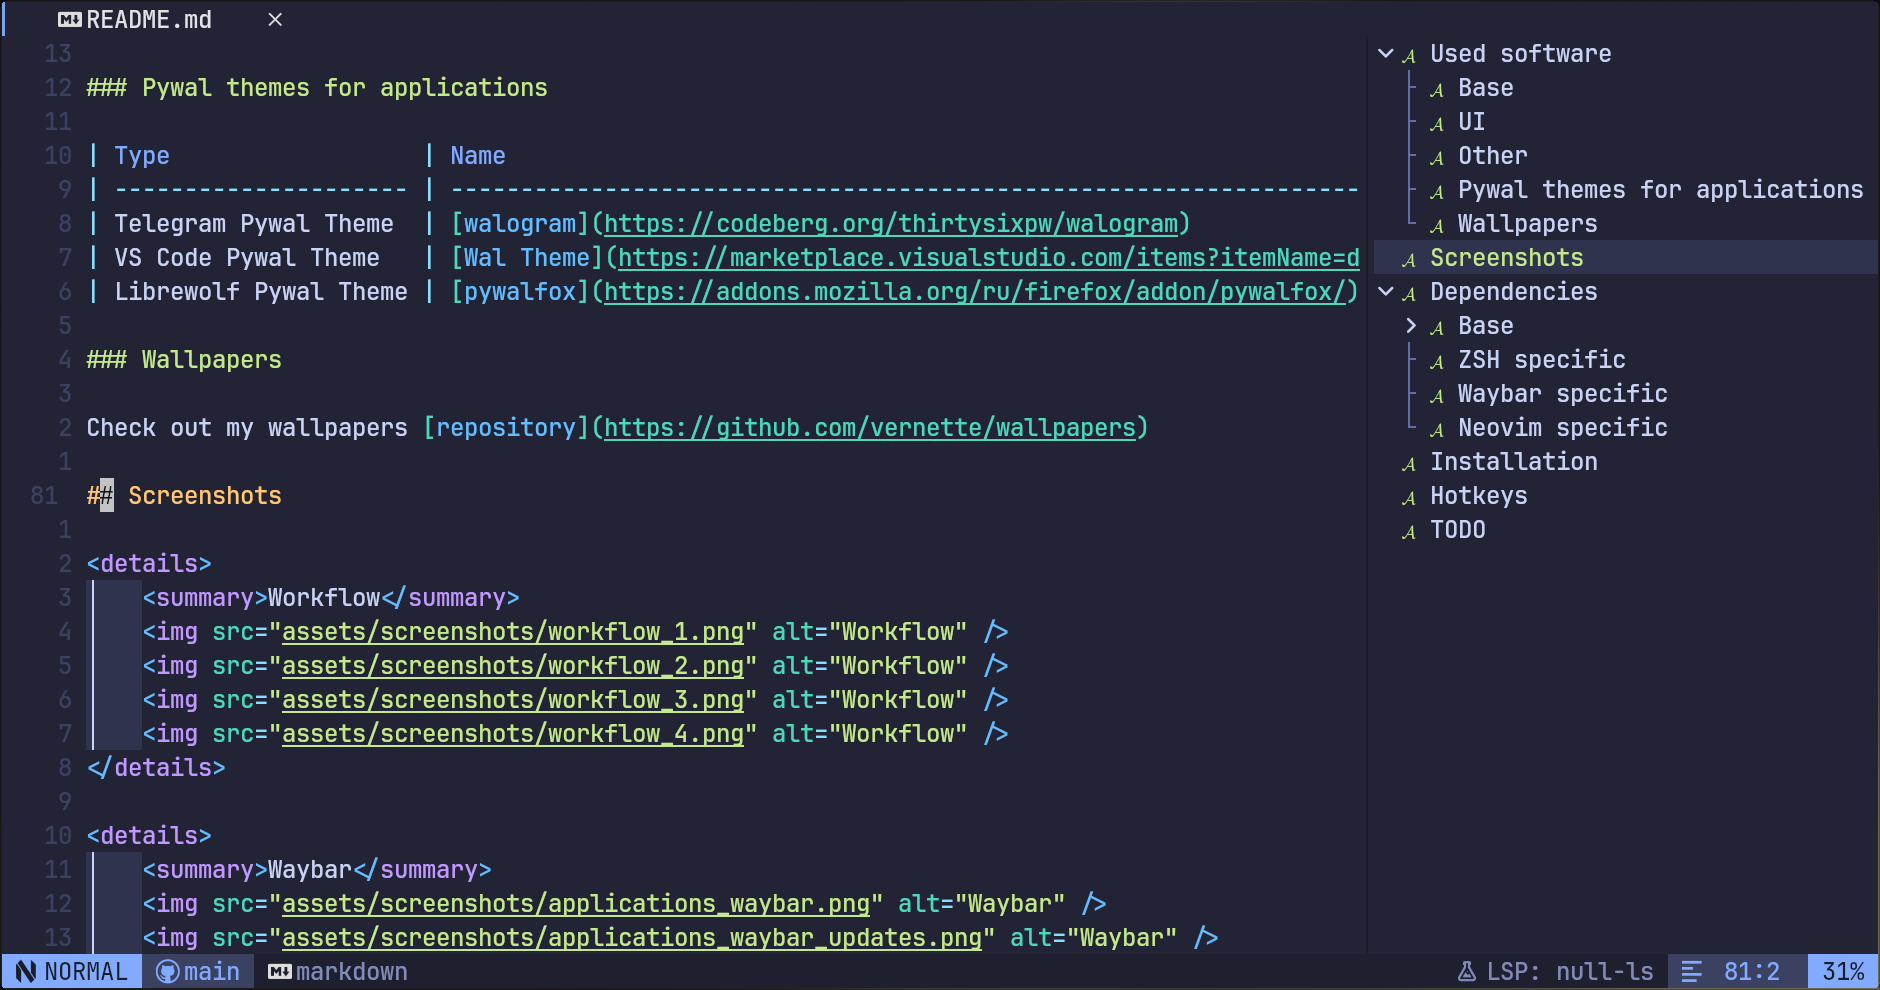 README.md ×
13
12 ### Pywal themes for applications
11
10 | Type | Name
9 | --------------------- | -----------------------------------------------------------------
8 | Telegram Pywal Theme | [walogram](https://codeberg.org/thirtysixpw/walogram)
7 | VS Code Pywal Theme | [Wal Theme](https://marketplace.visualstudio.com/items?itemName=d
6 | Librewolf Pywal Theme | [pywalfox](https://addons.mozilla.org/ru/firefox/addon/pywalfox/)
5
4 ### Wallpapers
3
2 Check out my wallpapers [repository](https://github.com/vernette/wallpapers)
1
81 ## Screenshots
1
2 <details>
3 <summary>Workflow</summary>
4 <img src="assets/screenshots/workflow_1.png" alt="Workflow" />
5 <img src="assets/screenshots/workflow_2.png" alt="Workflow" />
6 <img src="assets/screenshots/workflow_3.png" alt="Workflow" />
7 <img src="assets/screenshots/workflow_4.png" alt="Workflow" />
8 </details>
9
10 <details>
11 <summary>Waybar</summary>
12 <img src="assets/screenshots/applications_waybar.png" alt="Waybar" />
13 <img src="assets/screenshots/applications_waybar_updates.png" alt="Waybar" />
Used software
Base
UI
Other
Pywal themes for applications
Wallpapers
Screenshots
Dependencies
Base
ZSH specific
Waybar specific
Neovim specific
Installation
Hotkeys
TODO
NORMAL main markdown LSP: null-ls 81:2 31%